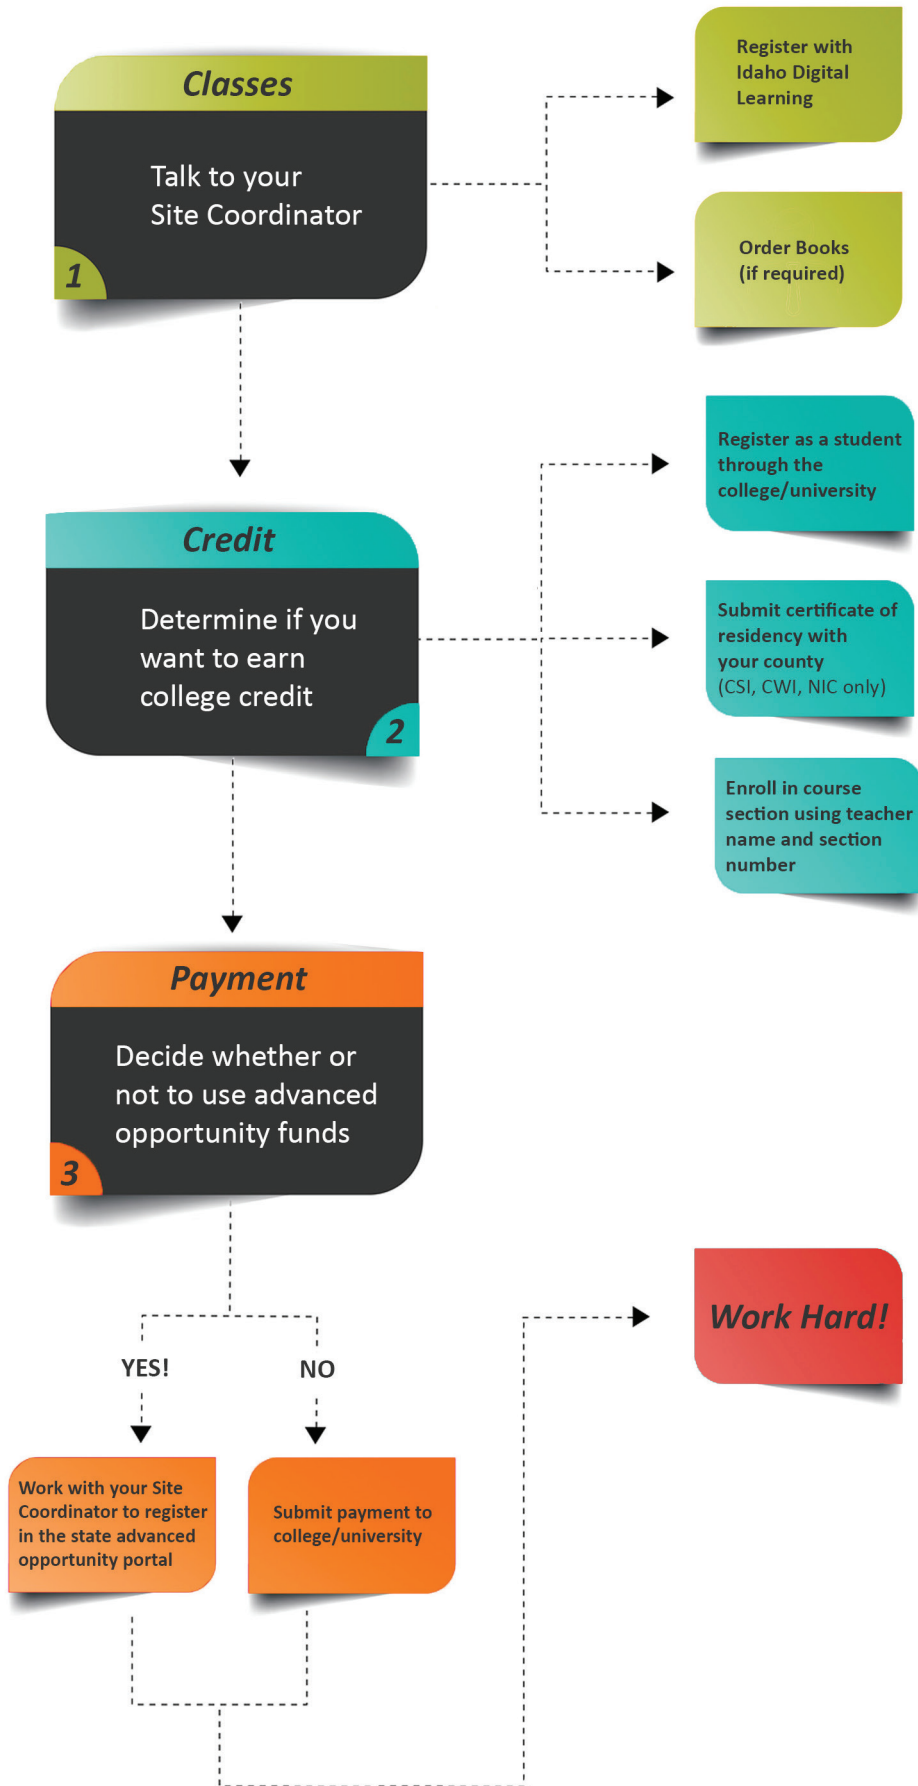 Classes
Talk to your
Site Coordinator
1
Register with
Idaho Digital
Learning
Order Books
(if required)
Credit
Determine if you
want to earn
college credit
2
Register as a student
through the
college/university
Submit certificate of
residency with
your county
(CSI, CWI, NIC only)
Enroll in course
section using teacher
name and section
number
Payment
Decide whether or
not to use advanced
opportunity funds
3
YES!
NO
Work with your Site
Coordinator to register
in the state advanced
opportunity portal
Submit payment to
college/university
Work Hard!